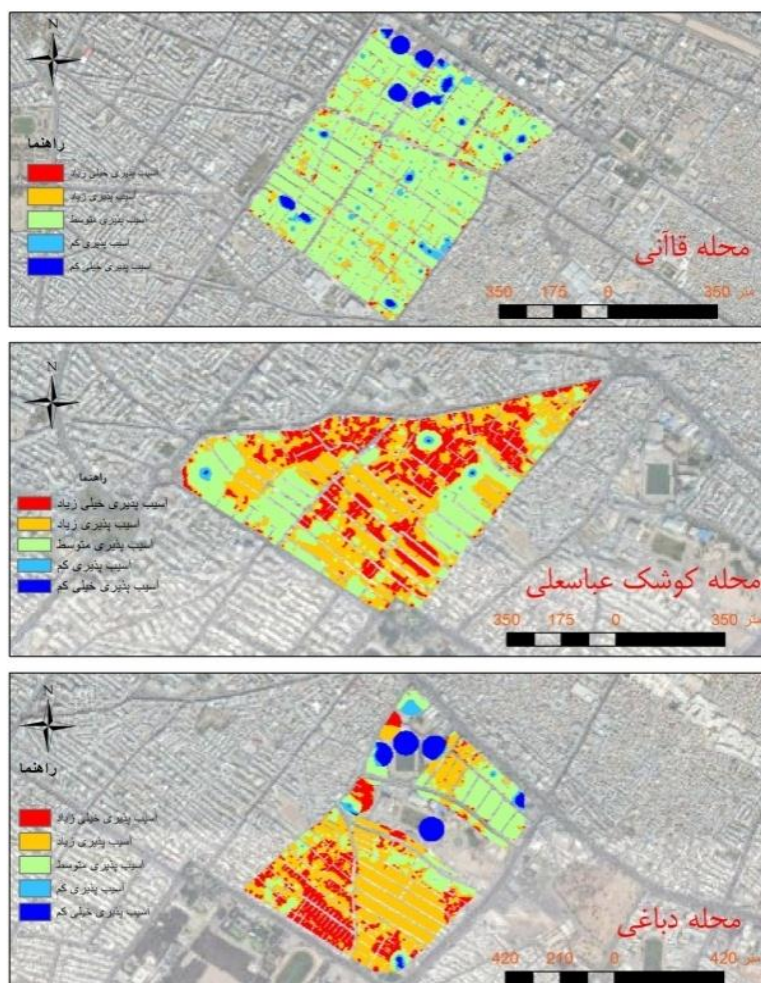 N
راهنما
آسیب پذیری خیلی زیاد
آسیب پذیری زیاد
آسیب پذیری متوسط
آسیب پذیری کم
آسیب پذیری خیلی کم
محله قاآنی
350 175 0 350 متر
N
راهنما
آسیب پذیری خیلی زیاد
آسیب پذیری زیاد
آسیب پذیری متوسط
آسیب پذیری کم
آسیب پذیری خیلی کم
محله کوشک عباسعلی
350 175 0 350 متر
N
راهنما
آسیب پذیری خیلی زیاد
آسیب پذیری زیاد
آسیب پذیری متوسط
آسیب پذیری کم
آسیب پذیری خیلی کم
محله دباغی
420 210 0 420 متر